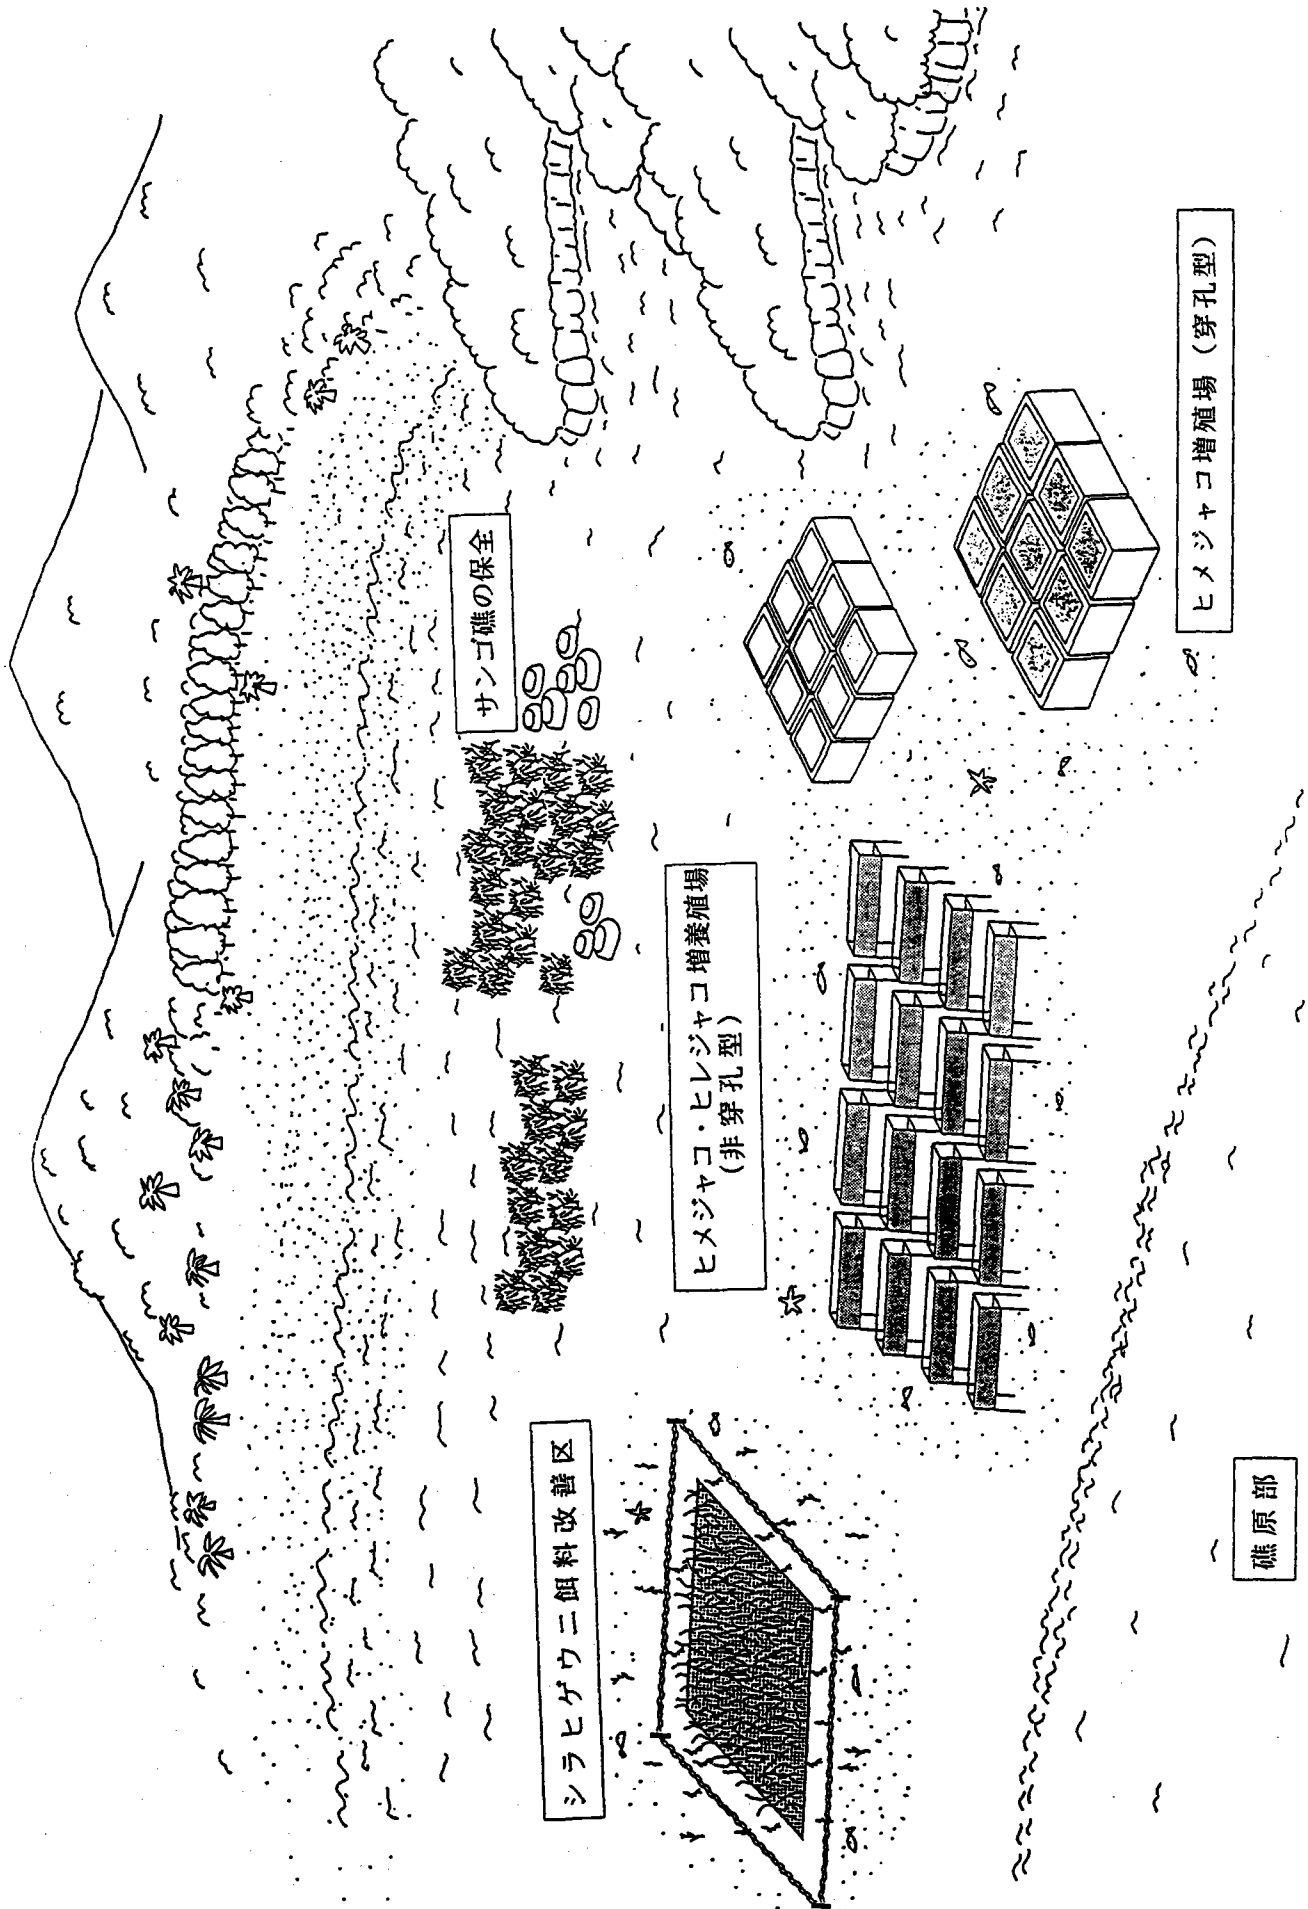 サンゴ礁の保全
シラヒゲウニ餌料改善区
ヒメジャコ・ヒレジャコ増養殖場
(非穿孔型)
ヒメジャコ増殖場(穿孔型)
礁原部